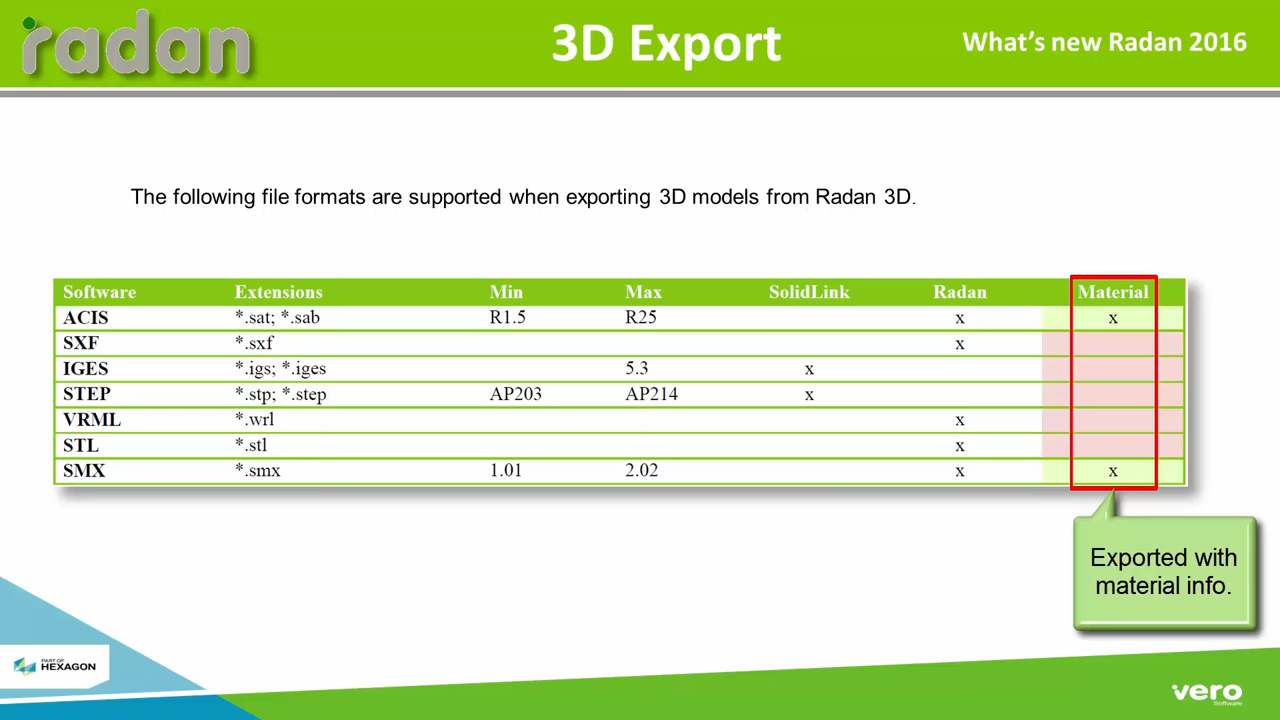 radan
3D Export
What's new Radan 2016
The following file formats are supported when exporting 3D models from Radan 3D.
Software Extensions Min Max SolidLink Radan Material
ACIS *.sat; *.sab R1.5 R25 x x
SXF *.sxf x
IGES *.igs; *.iges 5.3 x
STEP *.stp; *.step AP203 AP214 x
VRML *.wrl x
STL *.stl x
SMX *.smx 1.01 2.02 x x
Exported with
material info.
PART OF
HEXAGON
vero
Software